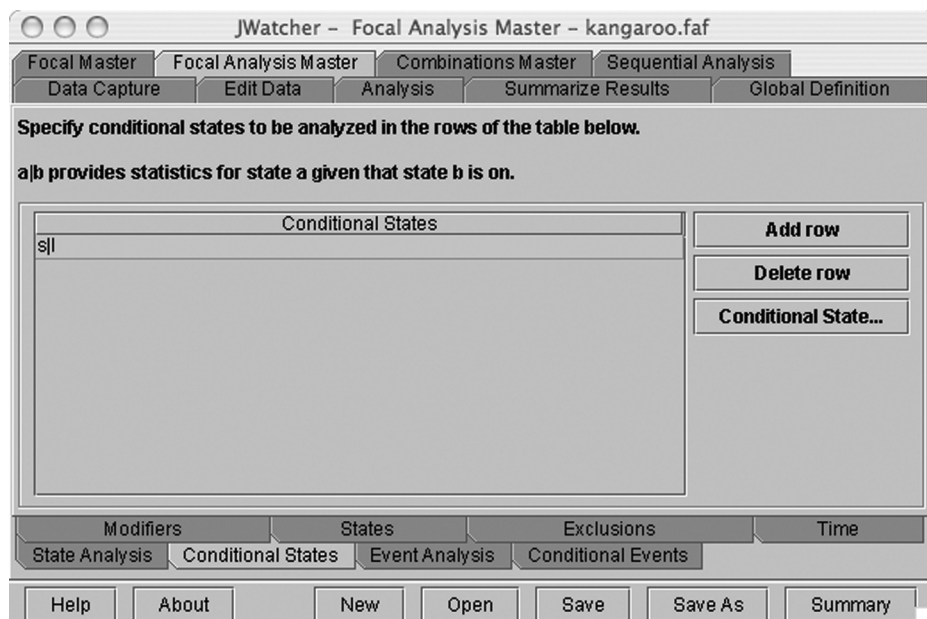 JWatcher – Focal Analysis Master – kangaroo.faf
Focal Master Focal Analysis Master Combinations Master Sequential Analysis
Data Capture Edit Data Analysis Summarize Results Global Definition
Specify conditional states to be analyzed in the rows of the table below.
a|b provides statistics for state a given that state b is on.
Conditional States
s|l
Add row
Delete row
Conditional State...
Modifiers States Exclusions Time
State Analysis Conditional States Event Analysis Conditional Events
Help About New Open Save Save As Summary